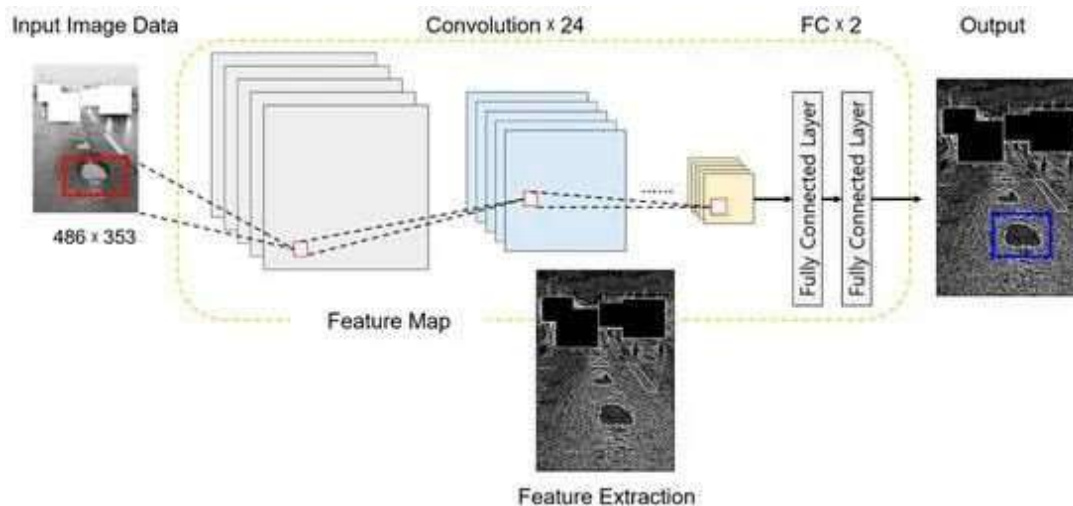 Input Image Data
Convolution x 24
FC x 2
Output
486 x 353
Fully Connected Layer
Fully Connected Layer
......
Feature Map
Feature Extraction